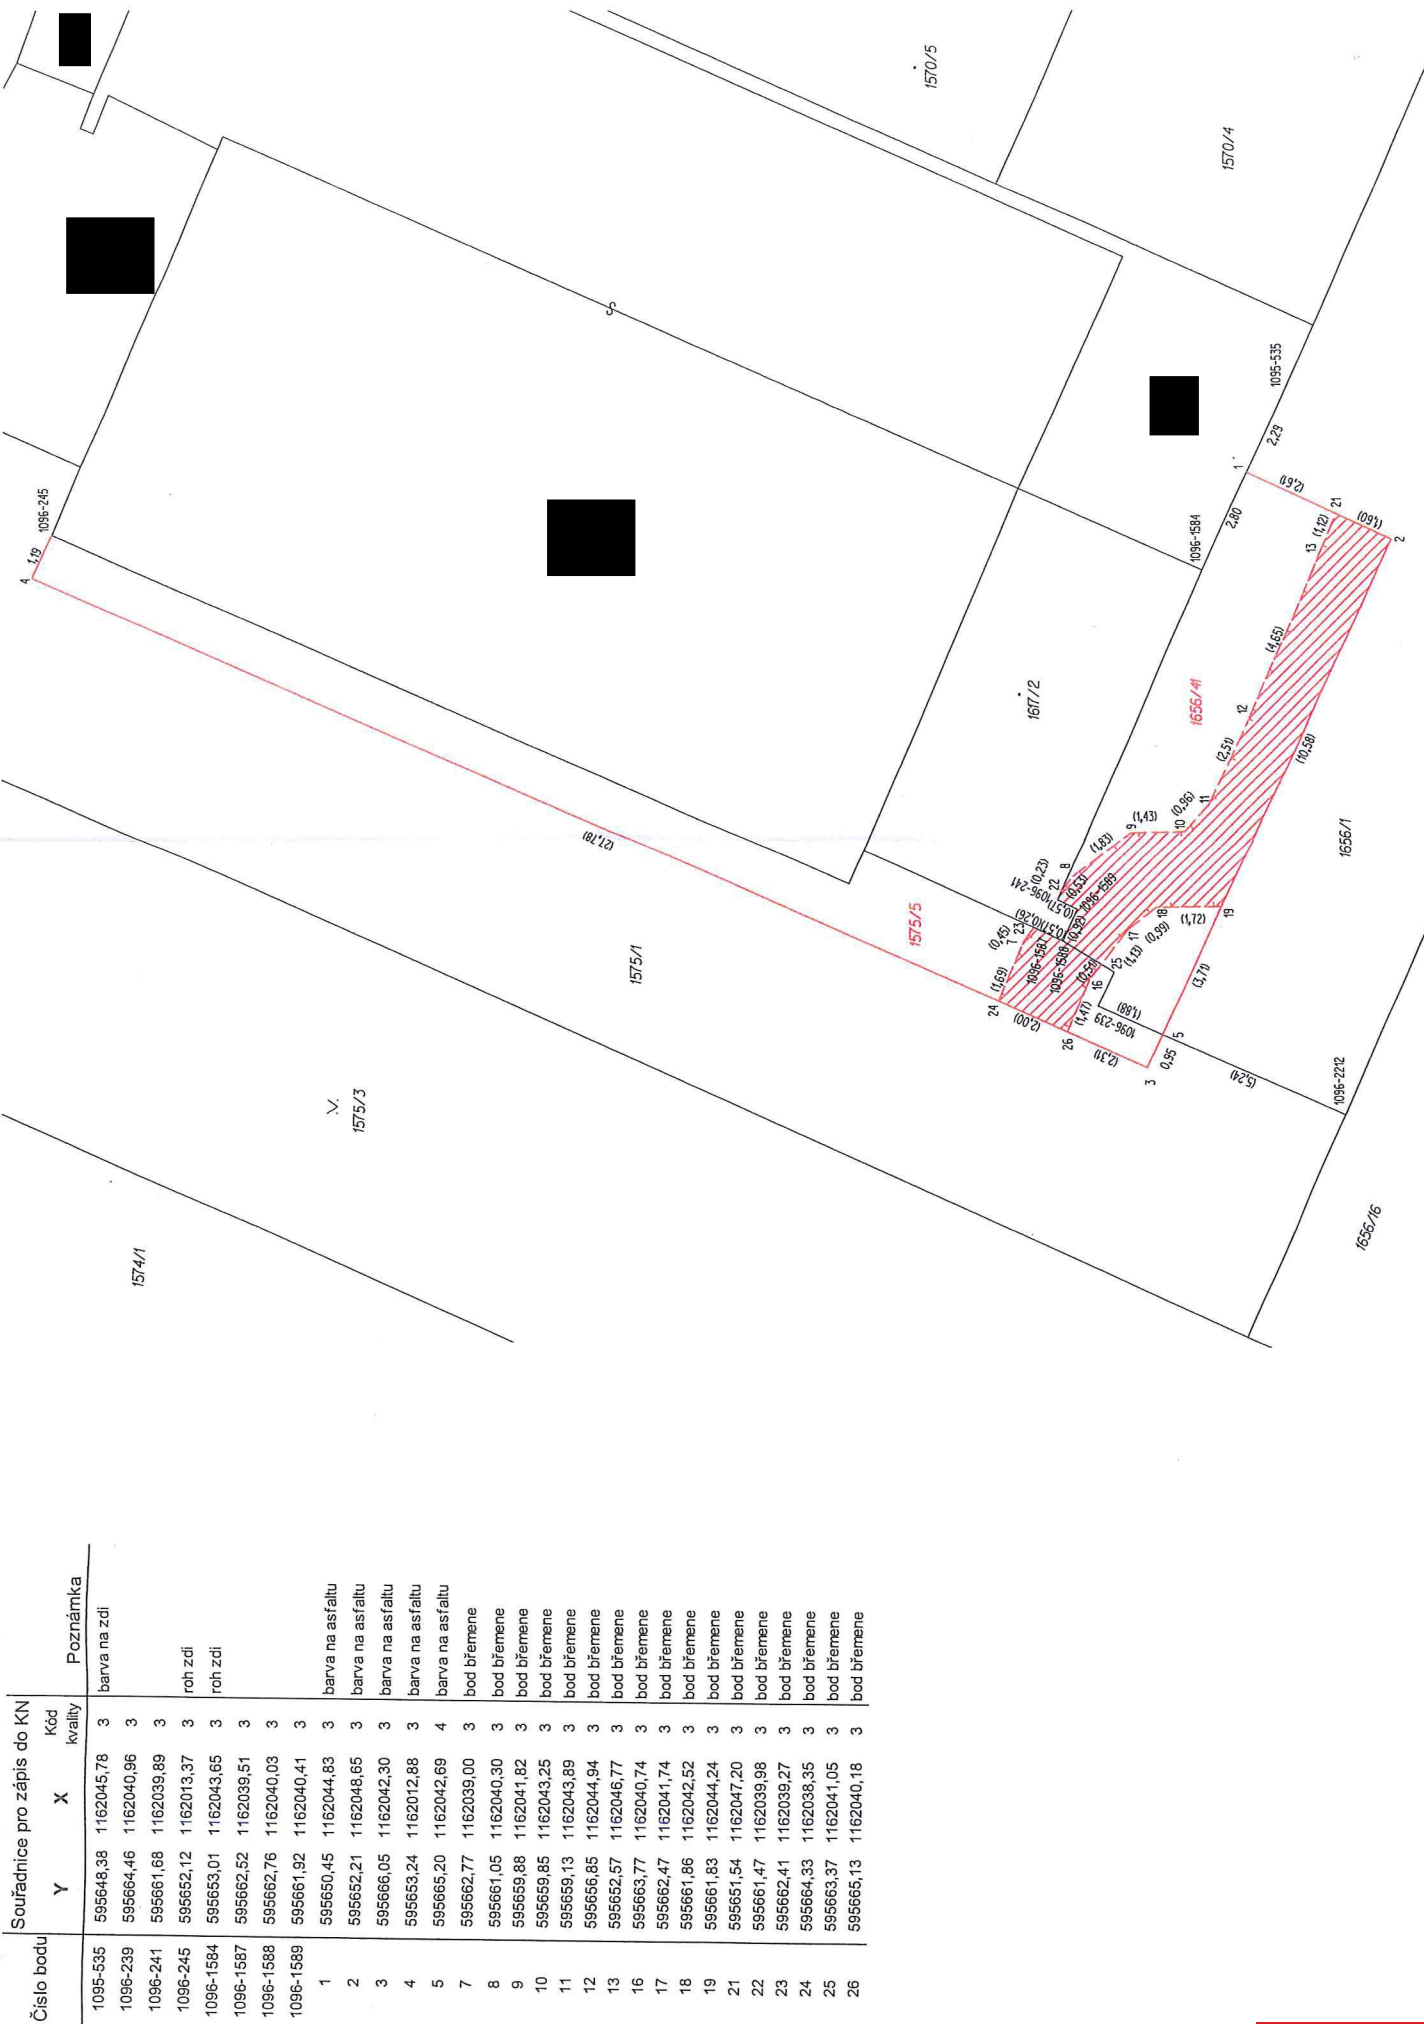 1570/5
1570/4
1095-535
2,29
1
(2,61)
21
(1,60)
2
(1,12)
13
2,80
1096-1584
1096-245
1,19
4
(4,65)
12
(2,51)
1656/41
1617/2
(10,58)
11
(0,96)
10
(1,43)
9
(1,83)
8
(0,23)
22
1096-241
(0,53)
1096-1589
(0,57)
(0,92)
(0,57)
(0,26)
23
7
(0,45)
1096-1587
1096-1588
(0,51)
(1,69)
24
(2,00)
26
(1,47)
16
25
(1,13)
17
(0,99)
18
(1,72)
19
(3,71)
(1,88)
1096-239
5
0,95
3
(2,31)
(5,24)
1096-2212
(27,78)
1575/5
1575/1
1656/1
1575/3
1574/1
1656/16
Souřadnice pro zápis do KN
Číslo bodu Y X Kód kvality Poznámka
1095-535 595648,38 1162045,78 3 barva na zdi
1096-239 595664,46 1162040,96 3
1096-241 595661,68 1162039,89 3
1096-245 595652,12 1162013,37 3 roh zdi
1096-1584 595653,01 1162043,65 3 roh zdi
1096-1587 595662,52 1162039,51 3
1096-1588 595662,76 1162040,03 3
1096-1589 595661,92 1162040,41 3
1 595650,45 1162044,83 3 barva na asfaltu
2 595652,21 1162048,65 3 barva na asfaltu
3 595666,05 1162042,30 3 barva na asfaltu
4 595653,24 1162012,88 3 barva na asfaltu
5 595665,20 1162042,69 4 barva na asfaltu
7 595662,77 1162039,00 3 bod břemene
8 595661,05 1162040,30 3 bod břemene
9 595659,88 1162041,82 3 bod břemene
10 595659,85 1162043,25 3 bod břemene
11 595659,13 1162043,89 3 bod břemene
12 595656,85 1162044,94 3 bod břemene
13 595652,57 1162046,77 3 bod břemene
16 595663,77 1162040,74 3 bod břemene
17 595662,47 1162041,74 3 bod břemene
18 595661,86 1162042,52 3 bod břemene
19 595661,83 1162044,24 3 bod břemene
21 595651,54 1162047,20 3 bod břemene
22 595661,47 1162039,98 3 bod břemene
23 595662,41 1162039,27 3 bod břemene
24 595664,33 1162038,35 3 bod břemene
25 595663,37 1162041,05 3 bod břemene
26 595665,13 1162040,18 3 bod břemene